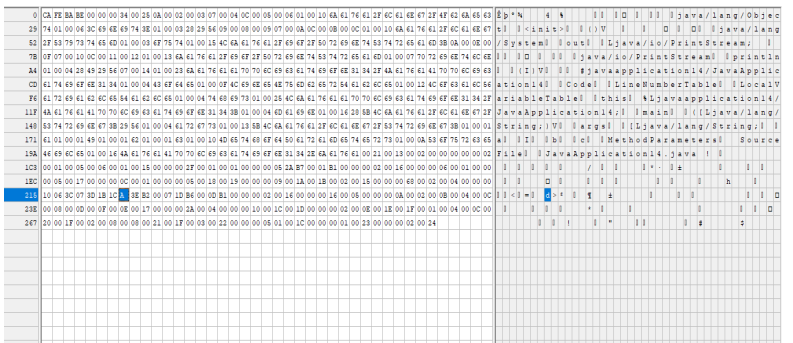 0 CA FE BA BE 00 00 00 34 00 25 0A 00 02 00 03 07 00 04 0C 00 05 00 06 01 00 10 6A 61 76 61 2F 6C 61 6E 67 2F 4F 62 6A 65 63 Êþº¾ 4 % java/lang/Objec
29 74 01 00 06 3C 69 6E 69 74 3E 01 00 03 28 29 56 09 00 08 00 09 07 00 0A 0C 00 0B 00 0C 01 00 10 6A 61 76 61 2F 6C 61 6E 67 t <init> ()V java/lang
52 2F 53 79 73 74 65 6D 01 00 03 6F 75 74 01 00 15 4C 6A 61 76 61 2F 69 6F 2F 50 72 69 6E 74 53 74 72 65 61 6D 3B 0A 00 0E 00 /System out Ljava/io/PrintStream;
7B 0F 07 00 10 0C 00 11 00 12 01 00 13 6A 61 76 61 2F 69 6F 2F 50 72 69 6E 74 53 74 72 65 61 6D 01 00 07 70 72 69 6E 74 6C 6E java/io/PrintStream println
A4 01 00 04 28 49 29 56 07 00 14 01 00 23 6A 61 76 61 61 70 70 6C 69 63 61 74 69 6F 6E 31 34 2F 4A 61 76 61 41 70 70 6C 69 63 (I)V #javaapplication14/JavaApplic
CD 61 74 69 6F 6E 31 34 01 00 04 43 6F 64 65 01 00 0F 4C 69 6E 65 4E 75 6D 62 65 72 54 61 62 6C 65 01 00 12 4C 6F 63 61 6C 56 ation14 Code LineNumberTable LocalV
F6 61 72 69 61 62 6C 65 54 61 62 6C 65 01 00 04 74 68 69 73 01 00 25 4C 6A 61 76 61 61 70 70 6C 69 63 61 74 69 6F 6E 31 34 2F ariableTable this %Ljavaapplication14/
11F 4A 61 76 61 41 70 70 6C 69 63 61 74 69 6F 6E 31 34 3B 01 00 04 6D 61 69 6E 01 00 16 28 5B 4C 6A 61 76 61 2F 6C 61 6E 67 2F JavaApplication14; main ([Ljava/lang/
148 53 74 72 69 6E 67 3B 29 56 01 00 04 61 72 67 73 01 00 13 5B 4C 6A 61 76 61 2F 6C 61 6E 67 2F 53 74 72 69 6E 67 3B 01 00 01 String;)V args [Ljava/lang/String;
171 61 01 00 01 49 01 00 01 62 01 00 01 63 01 00 10 4D 65 74 68 6F 64 50 61 72 61 6D 65 74 65 72 73 01 00 0A 53 6F 75 72 63 65 a I b c MethodParameters Source
19A 46 69 6C 65 01 00 16 4A 61 76 61 41 70 70 6C 69 63 61 74 69 6F 6E 31 34 2E 6A 61 76 61 00 21 00 13 00 02 00 00 00 00 00 02 File JavaApplication14.java !
1C3 00 01 00 05 00 06 00 01 00 15 00 00 00 2F 00 01 00 01 00 00 00 05 2A B7 00 01 B1 00 00 00 02 00 16 00 00 00 06 00 01 00 00 / *· ±
1EC 00 05 00 17 00 00 00 0C 00 01 00 00 00 05 00 18 00 19 00 00 00 09 00 1A 00 1B 00 02 00 15 00 00 00 68 00 02 00 04 00 00 00 h
215 10 06 3C 07 3D 1B 1C A 3E B2 00 07 1D B6 00 0D B1 00 00 00 02 00 16 00 00 00 16 00 05 00 00 00 0A 00 02 00 0B 00 04 00 0C < = d >² ¶ ±
23E 00 08 00 0D 00 0F 00 0E 00 17 00 00 00 2A 00 04 00 00 00 10 00 1C 00 1D 00 00 00 02 00 0E 00 1E 00 1F 00 01 00 04 00 0C 00 *
267 20 00 1F 00 02 00 08 00 08 00 21 00 1F 00 03 00 22 00 00 00 05 01 00 1C 00 00 00 01 00 23 00 00 00 02 00 24 ! " # $